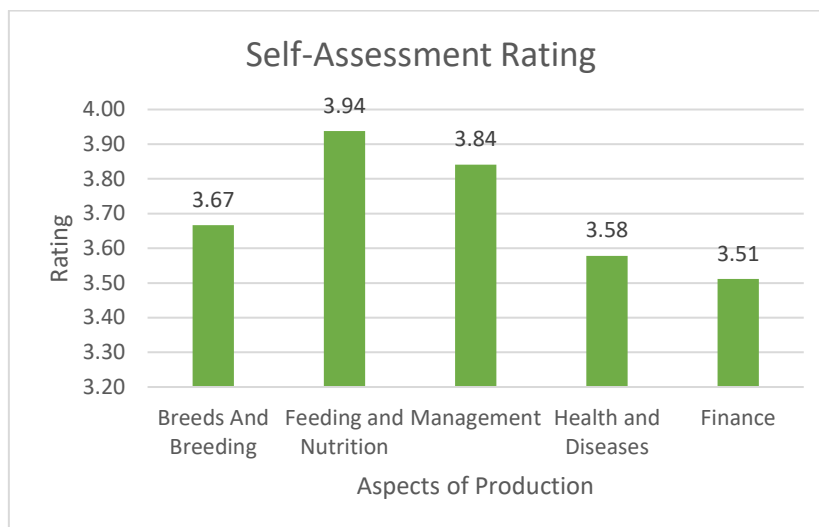 Self-Assessment Rating
4.00
3.90
3.80
3.70
3.60
3.50
3.40
3.30
3.20
Rating
3.67
3.94
3.84
3.58
3.51
Breeds And
Breeding
Feeding and
Nutrition
Management
Health and
Diseases
Finance
Aspects of Production